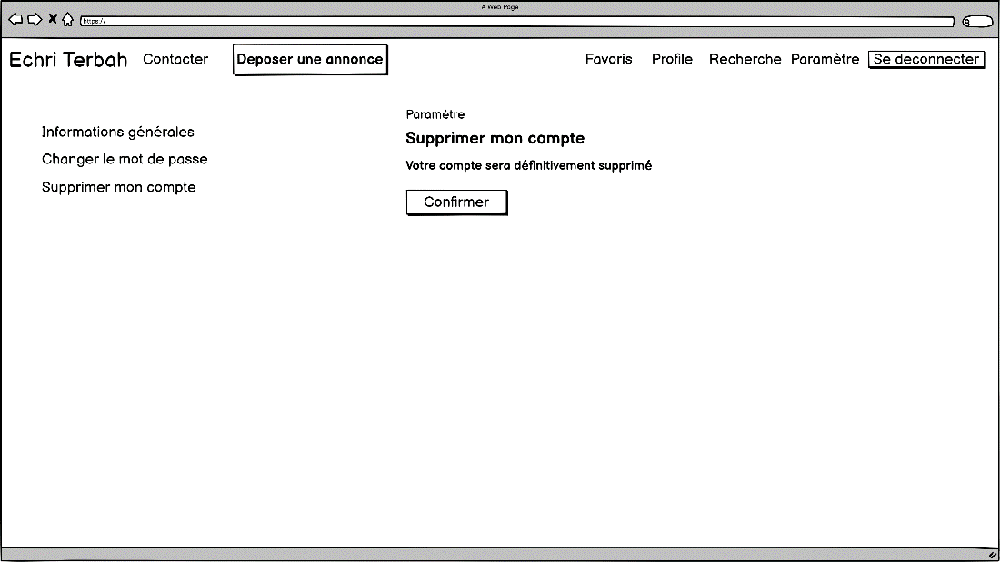 A Web Page
https://
Echri Terbah Contacter Deposer une annonce Favoris Profile Recherche Paramètre Se deconnecter
Informations générales
Changer le mot de passe
Supprimer mon compte
Paramètre
Supprimer mon compte
Votre compte sera définitivement supprimé
Confirmer